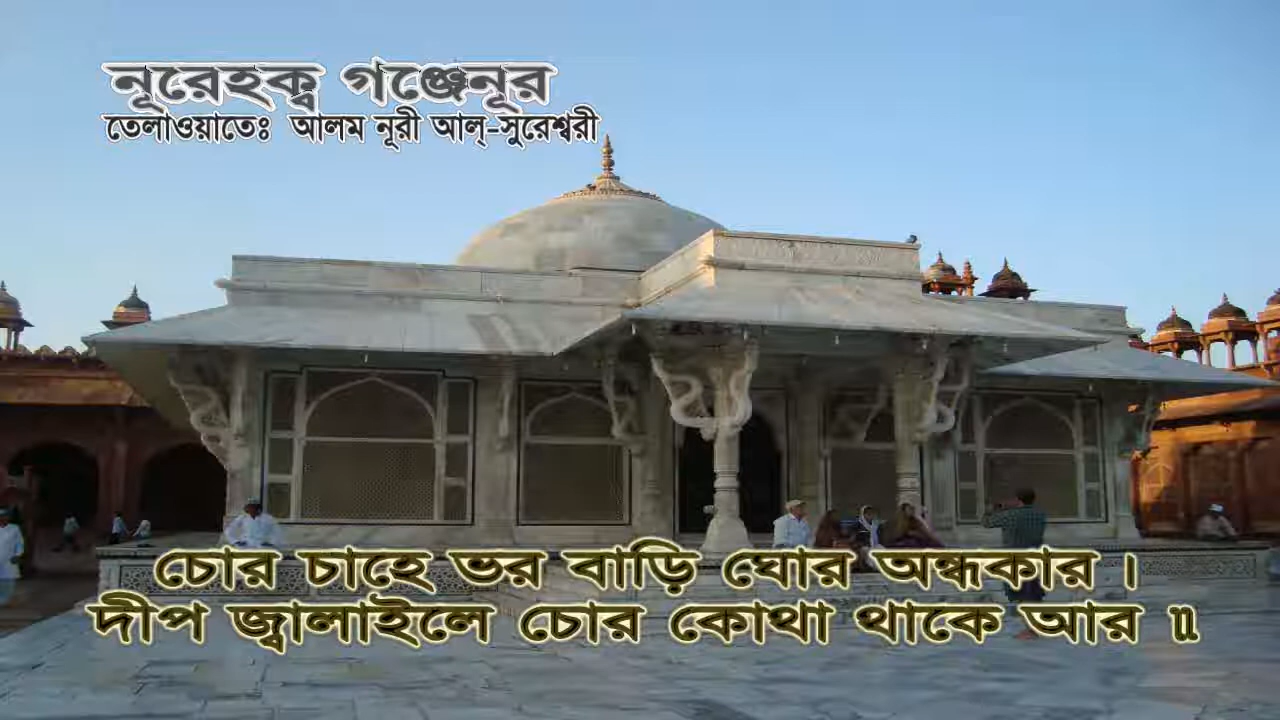 নূরেহক্ব গঞ্জেনূর
তেলাওয়াতেঃ আলম নূরী আল্-সুরেশ্বরী
চোর চাহে ভর বাড়ি ঘোর অন্ধকার।
দীপ জ্বালাইলে চোর কোথা থাকে আর॥